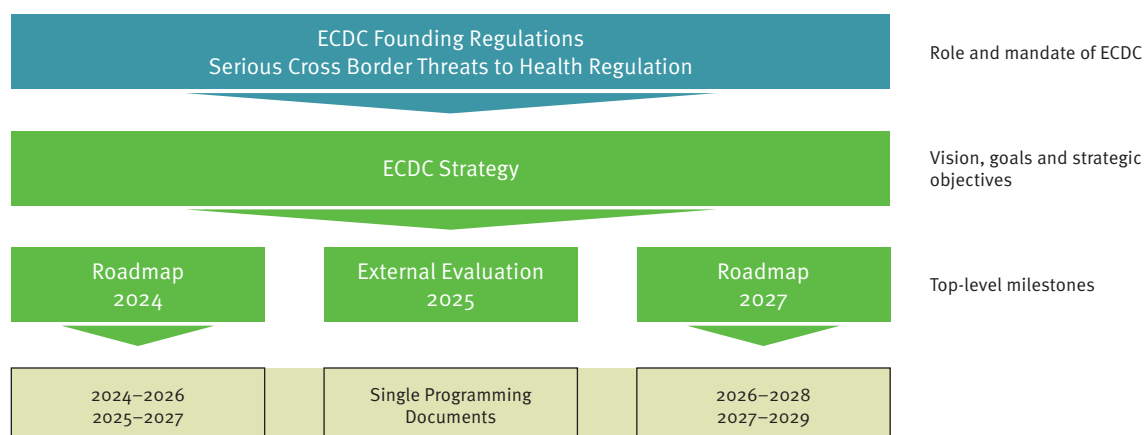 ECDC Founding Regulations
Serious Cross Border Threats to Health Regulation
Role and mandate of ECDC
ECDC Strategy
Vision, goals and strategic
objectives
Roadmap
2024
External Evaluation
2025
Roadmap
2027
Top-level milestones
2024–2026
2025–2027
Single Programming
Documents
2026–2028
2027–2029